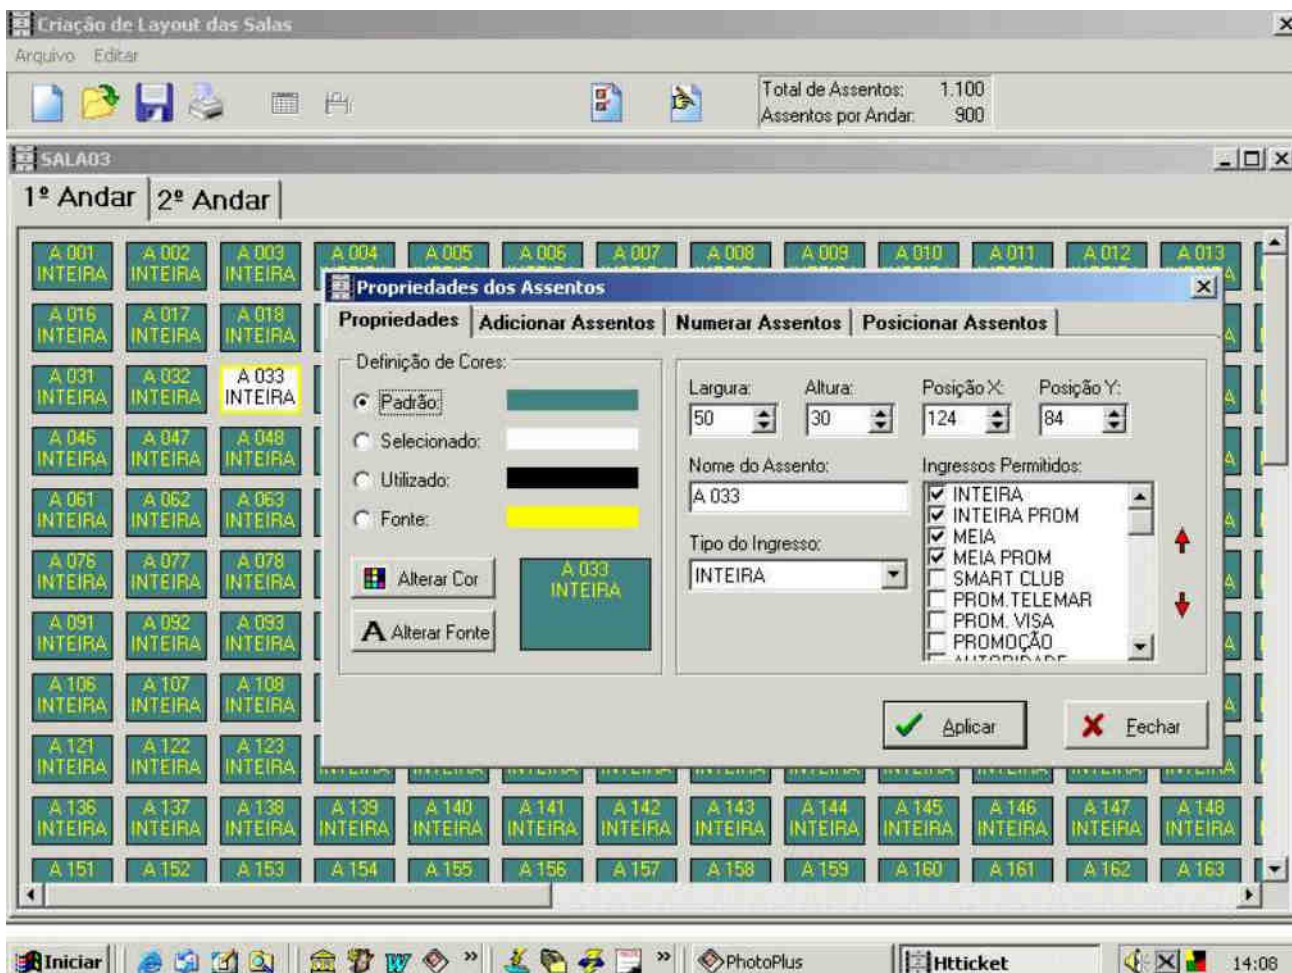 Criação de Layout das Salas
Arquivo Editar
Total de Assentos: 1.100
Assentos por Andar: 900
SALA03
1º Andar 2º Andar
A 001 A 002 A 003 A 004 A 005 A 006 A 007 A 008 A 009 A 010 A 011 A 012 A 013
INTEIRA INTEIRA INTEIRA
Propriedades dos Assentos
Propriedades Adicionar Assentos Numerar Assentos Posicionar Assentos
A 016 A 017 A 018
INTEIRA INTEIRA INTEIRA
A 031 A 032 A 033
INTEIRA INTEIRA INTEIRA
A 046 A 047 A 048
INTEIRA INTEIRA INTEIRA
A 061 A 062 A 063
INTEIRA INTEIRA INTEIRA
A 076 A 077 A 078
INTEIRA INTEIRA INTEIRA
A 091 A 092 A 093
INTEIRA INTEIRA INTEIRA
A 106 A 107 A 108
INTEIRA INTEIRA INTEIRA
A 121 A 122 A 123
INTEIRA INTEIRA INTEIRA
Definição de Cores:
Padrão:
Selecionado:
Utilizado:
Fonte:
Alterar Cor
Alterar Fonte
A 033
INTEIRA
Largura: Altura: Posição X: Posição Y:
50 30 124 84
Nome do Assento:
A 033
Tipo do Ingresso:
INTEIRA
Ingressos Permitidos:
INTEIRA
INTEIRA PROM
MEIA
MEIA PROM
SMART CLUB
PROM.TELEMAR
PROM. VISA
PROMOÇÃO
AUTORIDADE
Aplicar Fechar
A 136 A 137 A 138 A 139 A 140 A 141 A 142 A 143 A 144 A 145 A 146 A 147 A 148
INTEIRA INTEIRA INTEIRA INTEIRA INTEIRA INTEIRA INTEIRA INTEIRA INTEIRA INTEIRA INTEIRA INTEIRA INTEIRA
A 151 A 152 A 153 A 154 A 155 A 156 A 157 A 158 A 159 A 160 A 161 A 162 A 163
Iniciar PhotoPlus Htticket 14:08